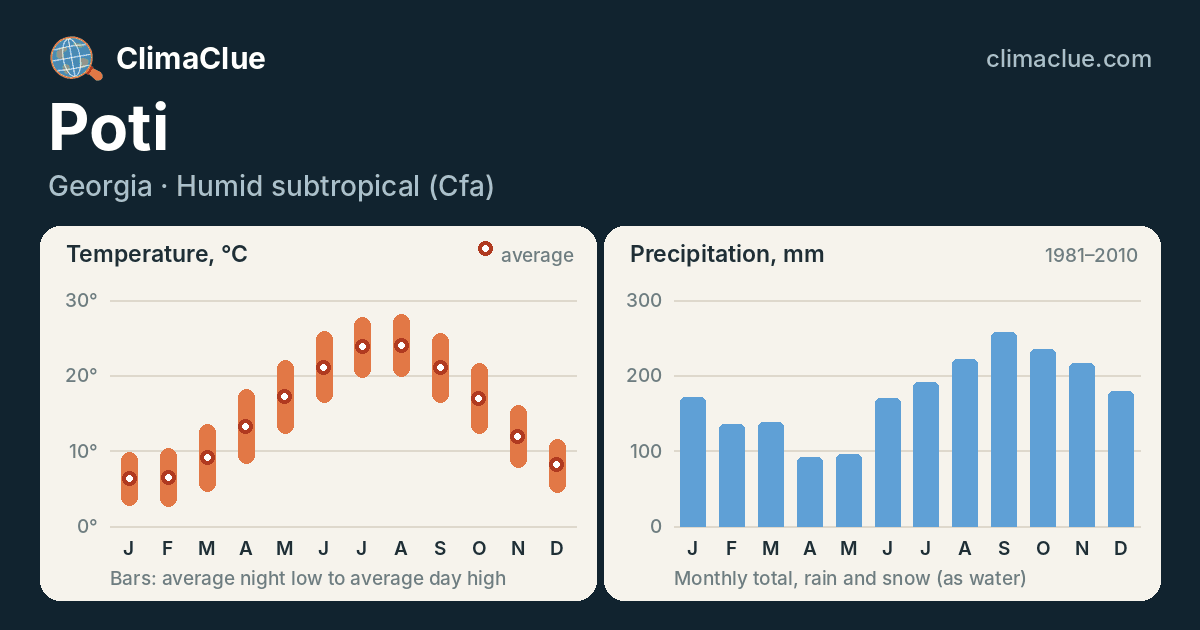 ClimaClue
climaclue.com
Poti
Georgia · Humid subtropical (Cfa)
Temperature, °C
average
30°
20°
10°
0°
J F M A M J J A S O N D
Bars: average night low to average day high
Precipitation, mm
1981–2010
300
200
100
0
J F M A M J J A S O N D
Monthly total, rain and snow (as water)